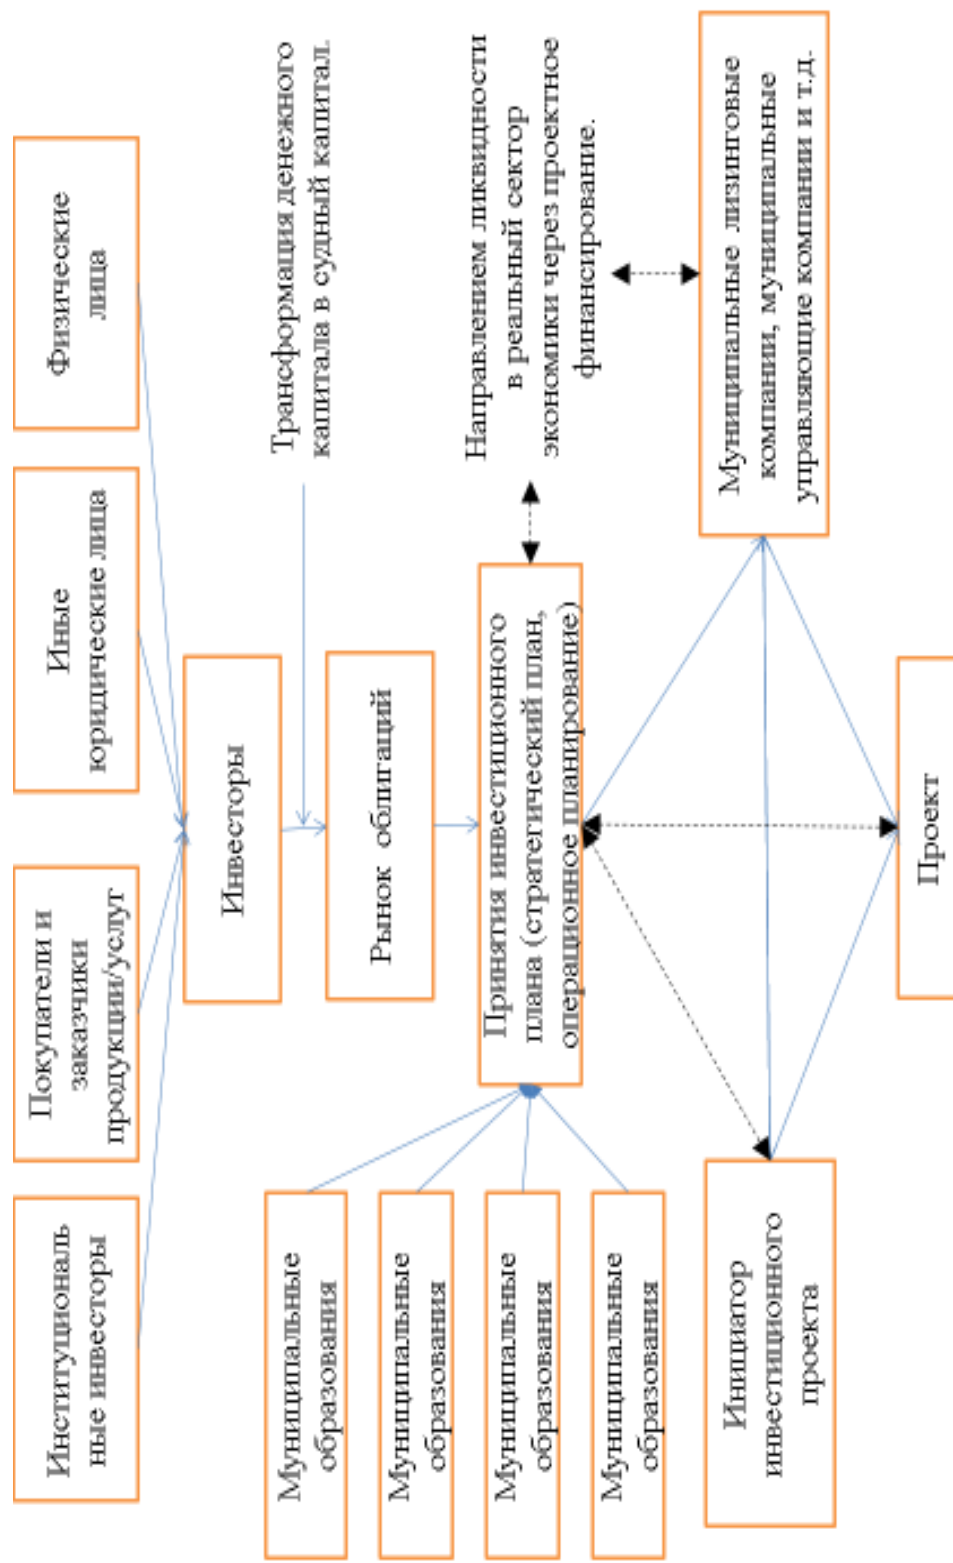 Институциональ
ные инвесторы
Покупатели и
заказчики
продукции/услуг
Иные
юридические лица
Физические
лица
Инвесторы
Трансформация денежного
капитала в судный капитал.
Рынок облигаций
Муниципальные
образования
Муниципальные
образования
Муниципальные
образования
Муниципальные
образования
Принятия инвестиционного
плана (стратегический план,
операционное планирование)
Направлением ликвидности
в реальный сектор
экономики через проектное
финансирование.
Инициатор
инвестиционного
проекта
Муниципальные лизинговые
компании, муниципальные
управляющие компании и т.д.
Проект